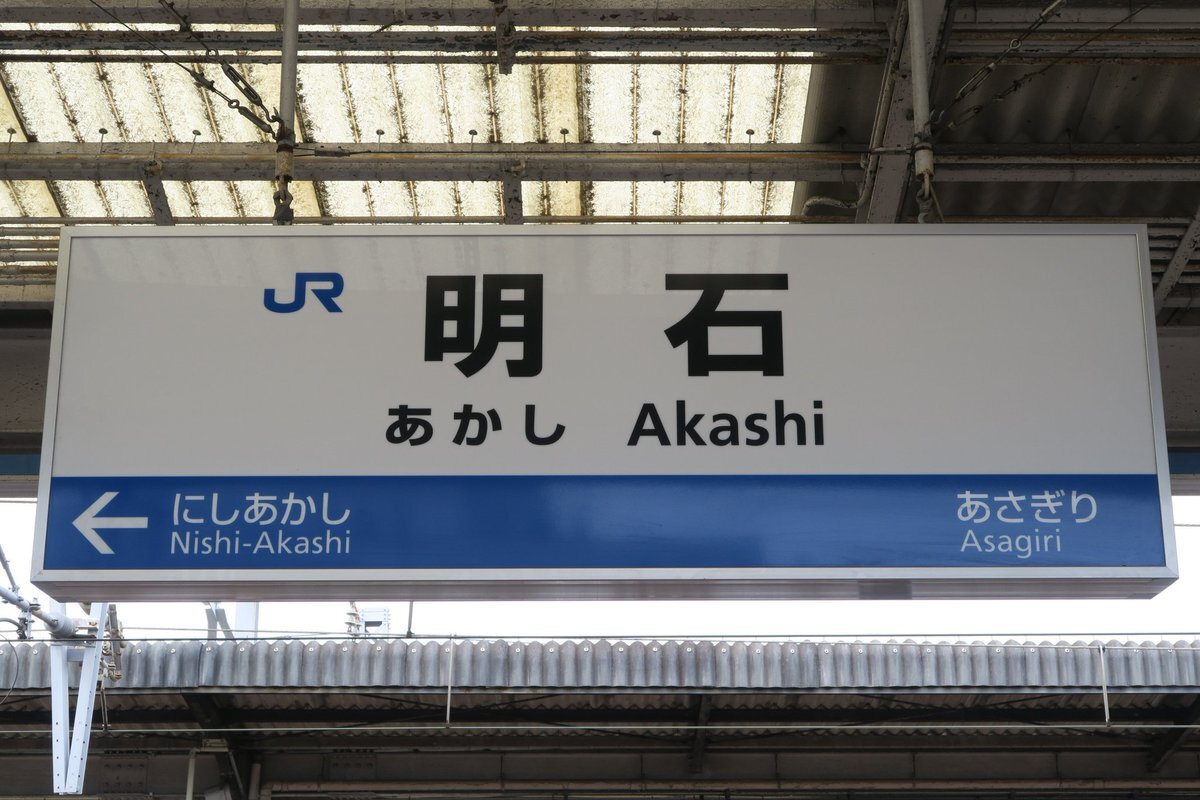 JR 明石
あかし Akashi
← にしあかし
Nishi-Akashi
あさぎり
Asagiri